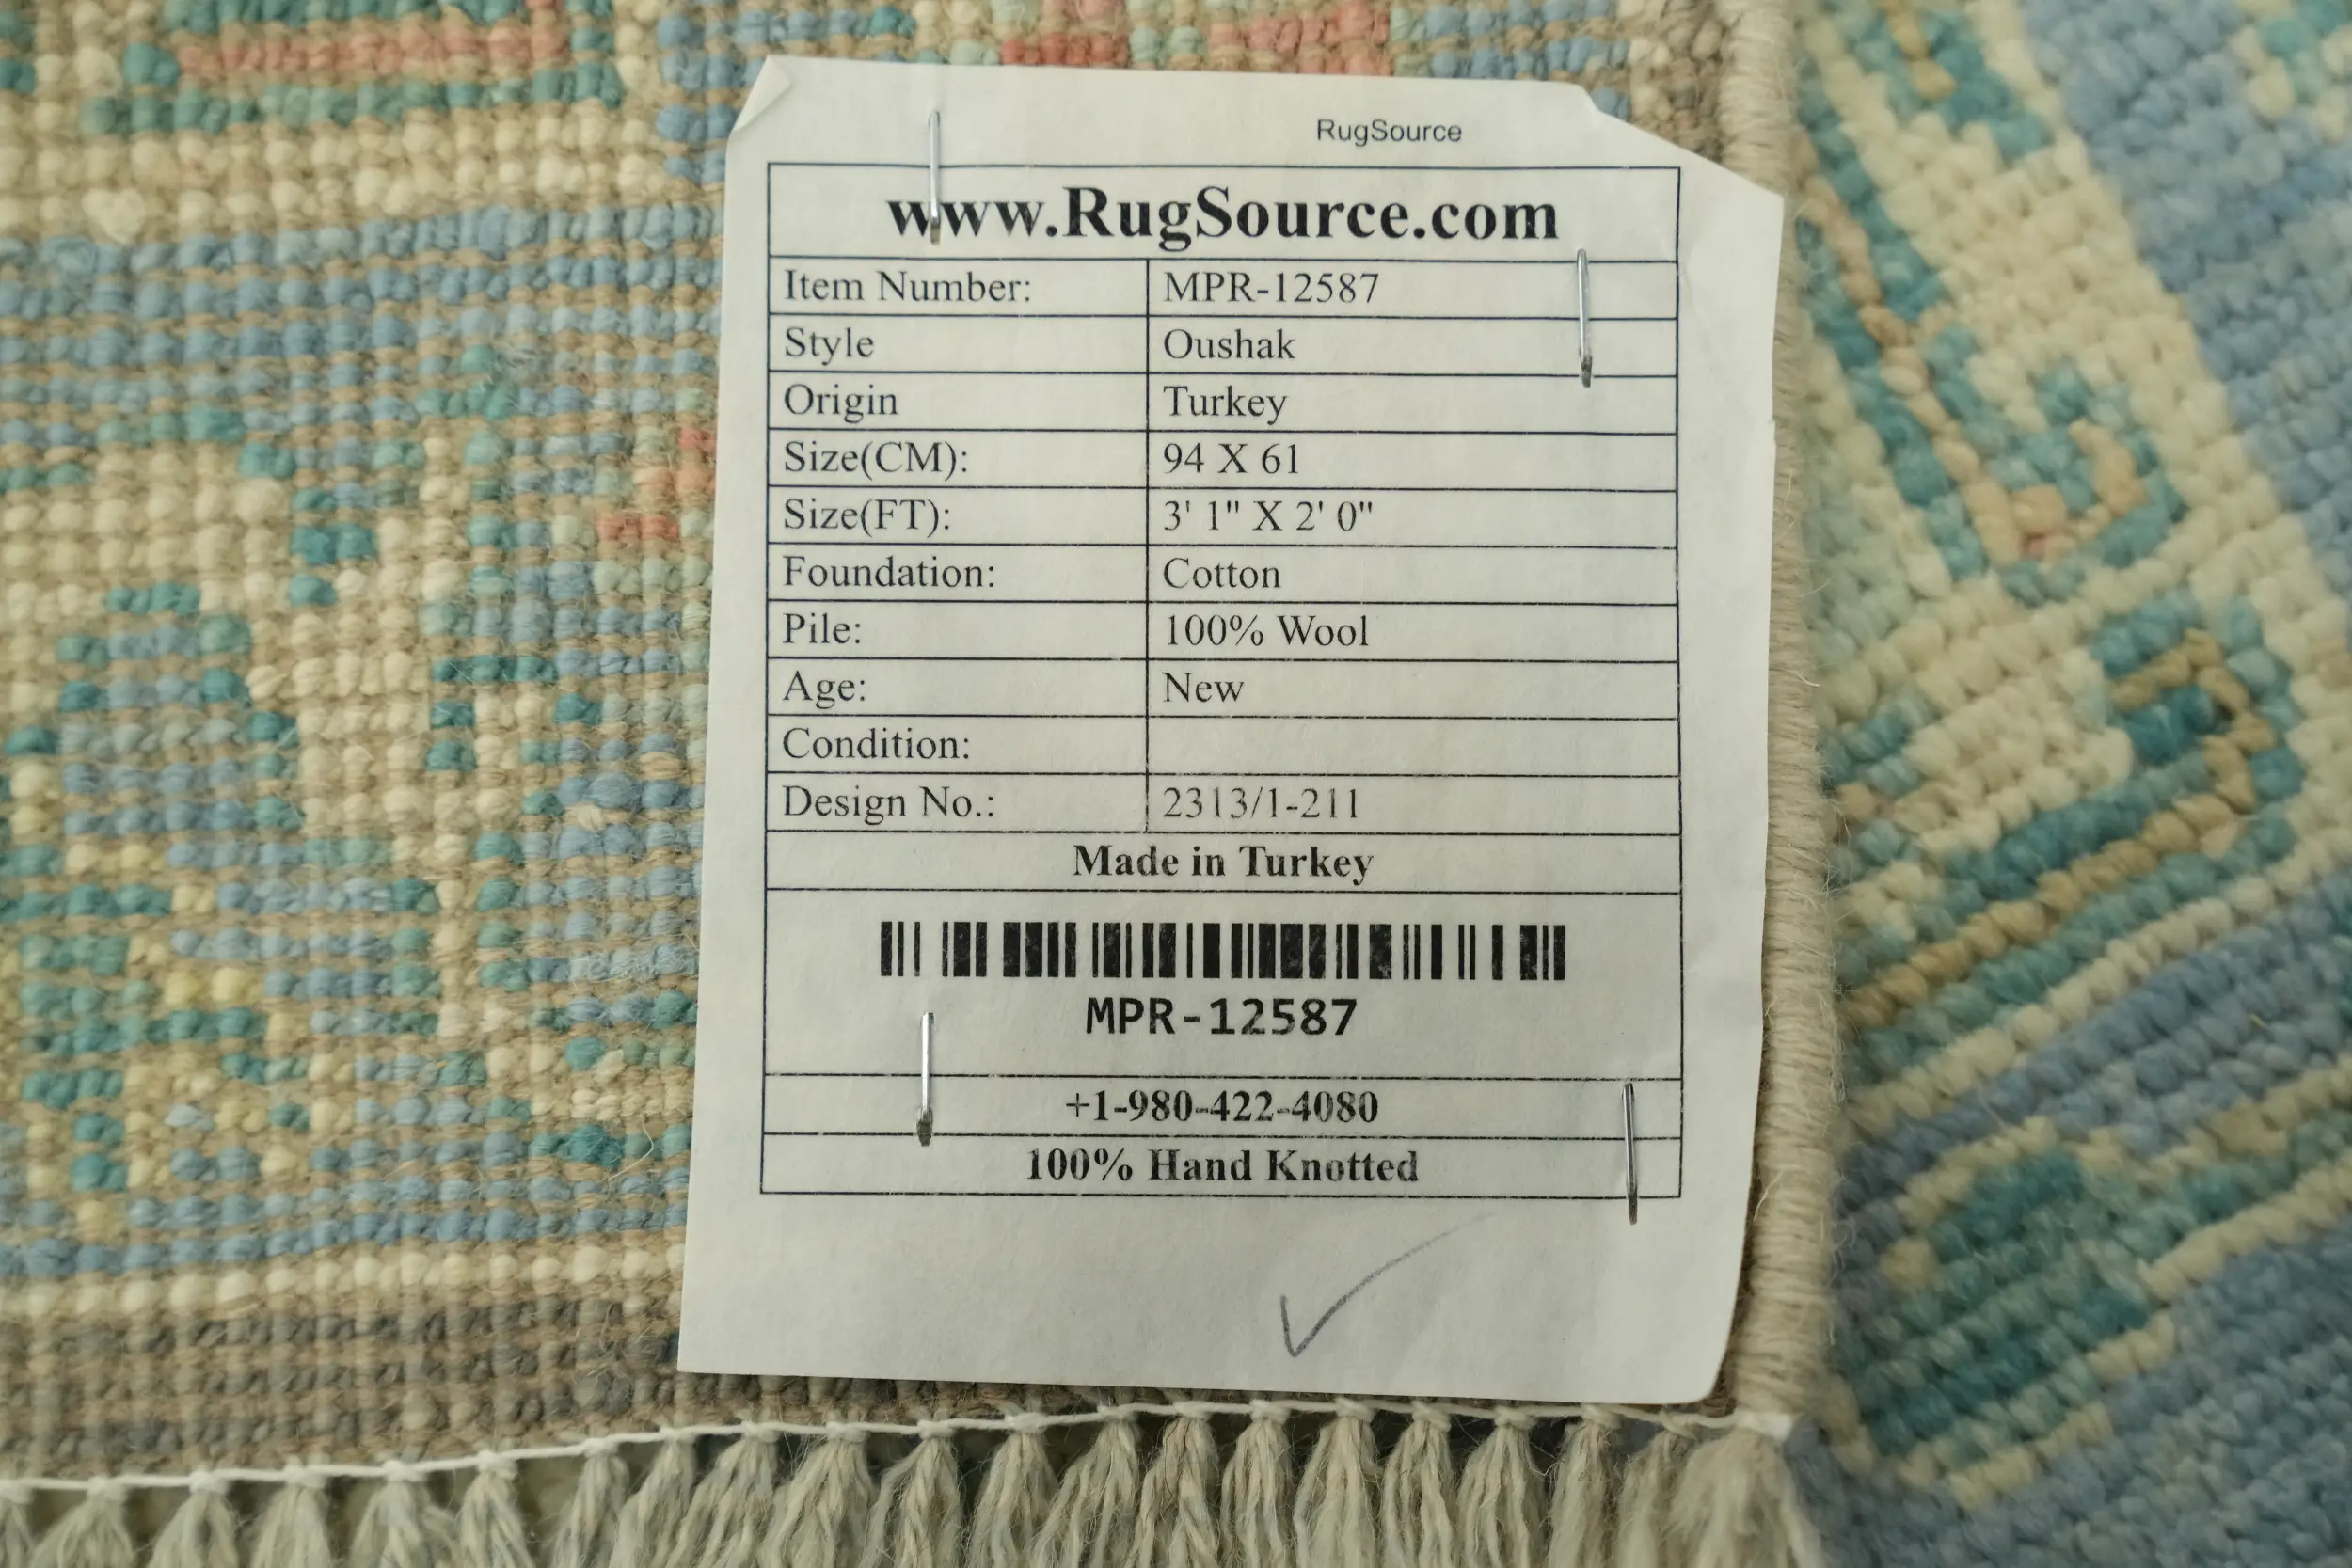 RugSource
www.RugSource.com
Item Number: MPR-12587
Style Oushak
Origin Turkey
Size(CM): 94 X 61
Size(FT): 3' 1" X 2' 0"
Foundation: Cotton
Pile: 100% Wool
Age: New
Condition:
Design No.: 2313/1-211
Made in Turkey
MPR-12587
+1-980-422-4080
100% Hand Knotted